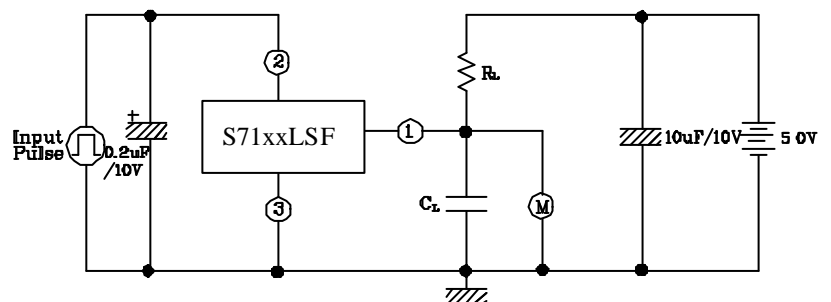 2
+
Input
Pulse
0.2uF
/10V
S71xxLSF
1
RL
10uF/10V
5 0V
3
CL
M